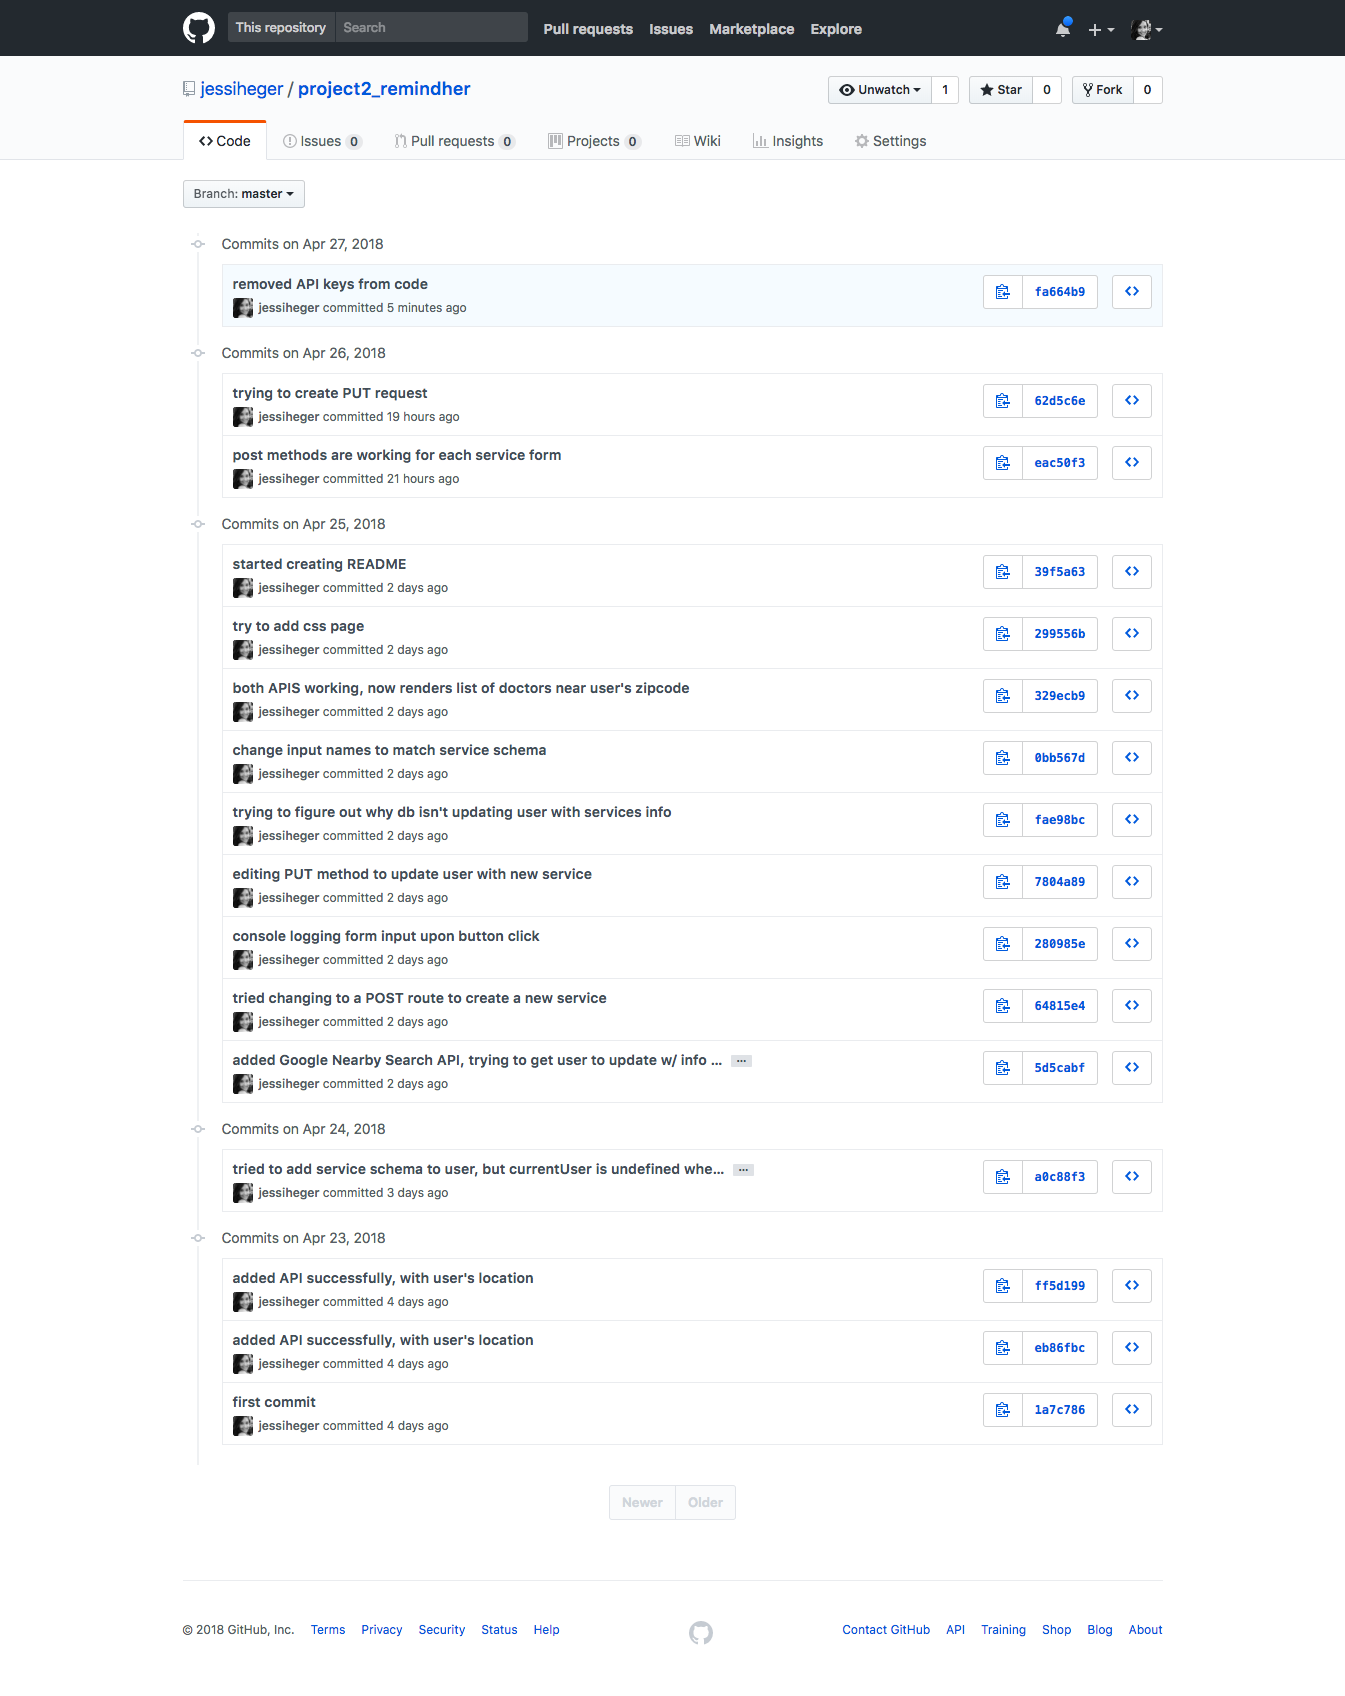 This repository Search Pull requests Issues Marketplace Explore
jessiheger / project2_remindher Unwatch 1 Star 0 Fork 0
Code Issues 0 Pull requests 0 Projects 0 Wiki Insights Settings
Branch: master
Commits on Apr 27, 2018
removed API keys from code
jessiheger committed 5 minutes ago
fa664b9
Commits on Apr 26, 2018
trying to create PUT request
jessiheger committed 19 hours ago
62d5c6e
post methods are working for each service form
jessiheger committed 21 hours ago
eac50f3
Commits on Apr 25, 2018
started creating README
jessiheger committed 2 days ago
39f5a63
try to add css page
jessiheger committed 2 days ago
299556b
both APIS working, now renders list of doctors near user's zipcode
jessiheger committed 2 days ago
329ecb9
change input names to match service schema
jessiheger committed 2 days ago
0bb567d
trying to figure out why db isn't updating user with services info
jessiheger committed 2 days ago
fae98bc
editing PUT method to update user with new service
jessiheger committed 2 days ago
7804a89
console logging form input upon button click
jessiheger committed 2 days ago
280985e
tried changing to a POST route to create a new service
jessiheger committed 2 days ago
64815e4
added Google Nearby Search API, trying to get user to update w/ info ... …
jessiheger committed 2 days ago
5d5cabf
Commits on Apr 24, 2018
tried to add service schema to user, but currentUser is undefined whe... …
jessiheger committed 3 days ago
a0c88f3
Commits on Apr 23, 2018
added API successfully, with user's location
jessiheger committed 4 days ago
ff5d199
added API successfully, with user's location
jessiheger committed 4 days ago
eb86fbc
first commit
jessiheger committed 4 days ago
1a7c786
Newer Older
© 2018 GitHub, Inc. Terms Privacy Security Status Help Contact GitHub API Training Shop Blog About